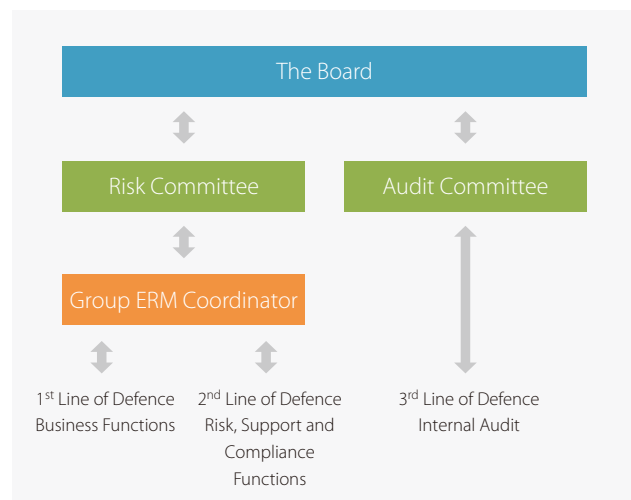 The Board
Risk Committee
Audit Committee
Group ERM Coordinator
1st Line of Defence
Business Functions
2nd Line of Defence
Risk, Support and
Compliance
Functions
3rd Line of Defence
Internal Audit